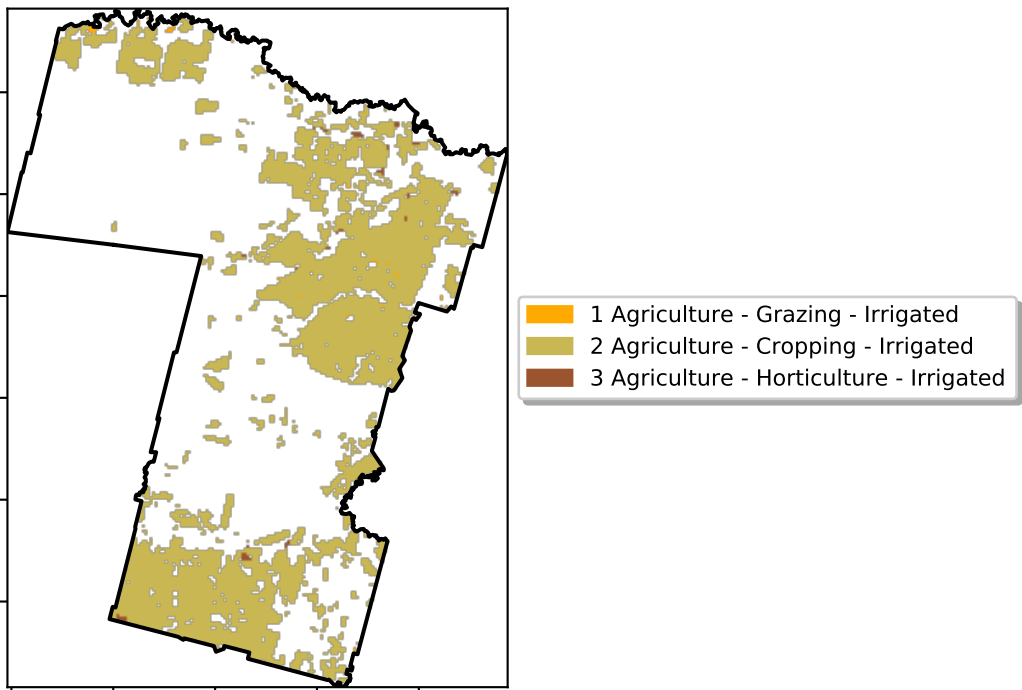 1 Agriculture - Grazing - Irrigated
2 Agriculture - Cropping - Irrigated
3 Agriculture - Horticulture - Irrigated